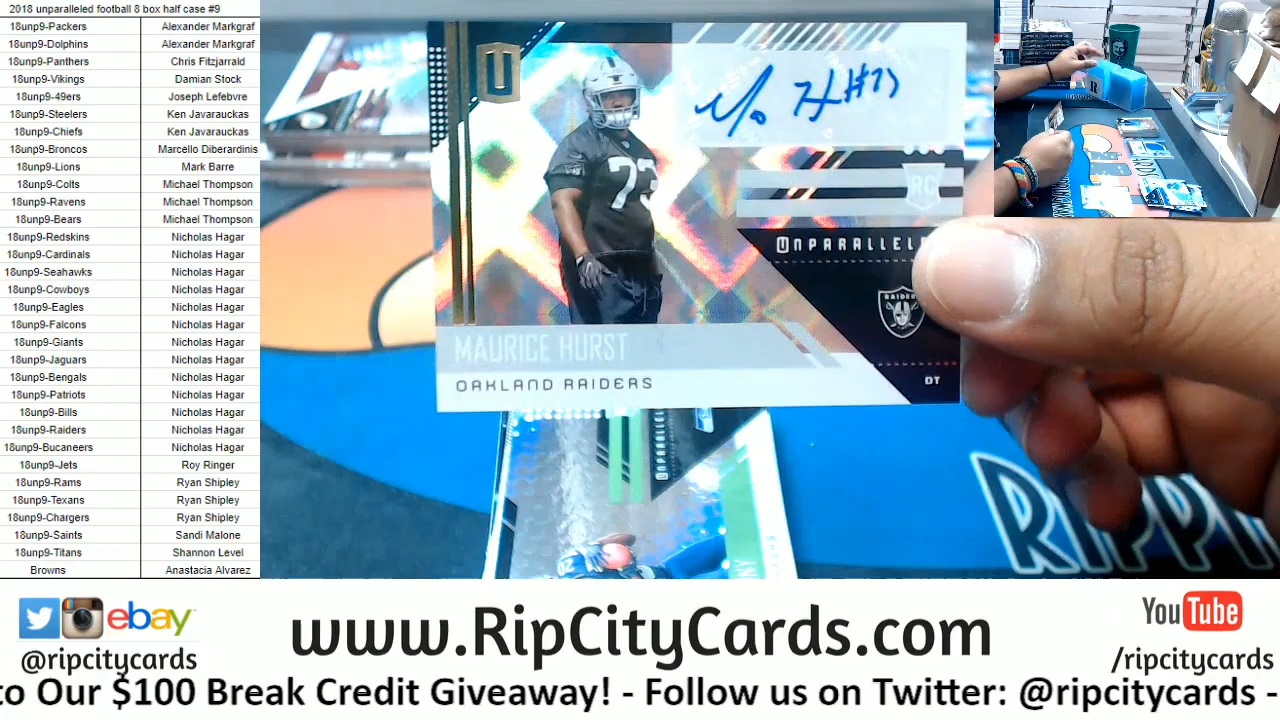 2018 unparalleled football 8 box half case #9
18unp9-Packers Alexander Markgraf
18unp9-Dolphins Alexander Markgraf
18unp9-Panthers Chris Fitzjarrald
18unp9-Vikings Damian Stock
18unp9-49ers Joseph Lefebvre
18unp9-Steelers Ken Javarauckas
18unp9-Chiefs Ken Javarauckas
18unp9-Broncos Marcello Diberardinis
18unp9-Lions Mark Barre
18unp9-Colts Michael Thompson
18unp9-Ravens Michael Thompson
18unp9-Bears Michael Thompson
18unp9-Redskins Nicholas Hagar
18unp9-Cardinals Nicholas Hagar
18unp9-Seahawks Nicholas Hagar
18unp9-Cowboys Nicholas Hagar
18unp9-Eagles Nicholas Hagar
18unp9-Falcons Nicholas Hagar
18unp9-Giants Nicholas Hagar
18unp9-Jaguars Nicholas Hagar
18unp9-Bengals Nicholas Hagar
18unp9-Patriots Nicholas Hagar
18unp9-Bills Nicholas Hagar
18unp9-Raiders Nicholas Hagar
18unp9-Bucaneers Nicholas Hagar
18unp9-Jets Roy Ringer
18unp9-Rams Ryan Shipley
18unp9-Texans Ryan Shipley
18unp9-Chargers Ryan Shipley
18unp9-Saints Sandi Malone
18unp9-Titans Shannon Level
Browns Anastacia Alvarez
#73
73
RC
UNPARALLEL
RAIDERS
MAURICE HURST
OAKLAND RAIDERS
DT
20
RIPPI
ebay
@ripcitycards
www.RipCityCards.com
YouTube
/ripcitycards
to Our $100 Break Credit Giveaway! - Follow us on Twitter: @ripcitycards -